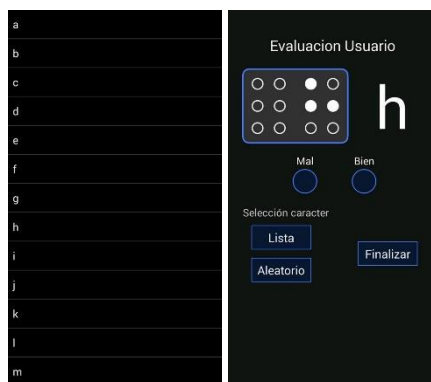 a
b
c
d
e
f
g
h
i
j
k
l
m
Evaluacion Usuario
h
Mal Bien
Selección caracter
Lista
Finalizar
Aleatorio